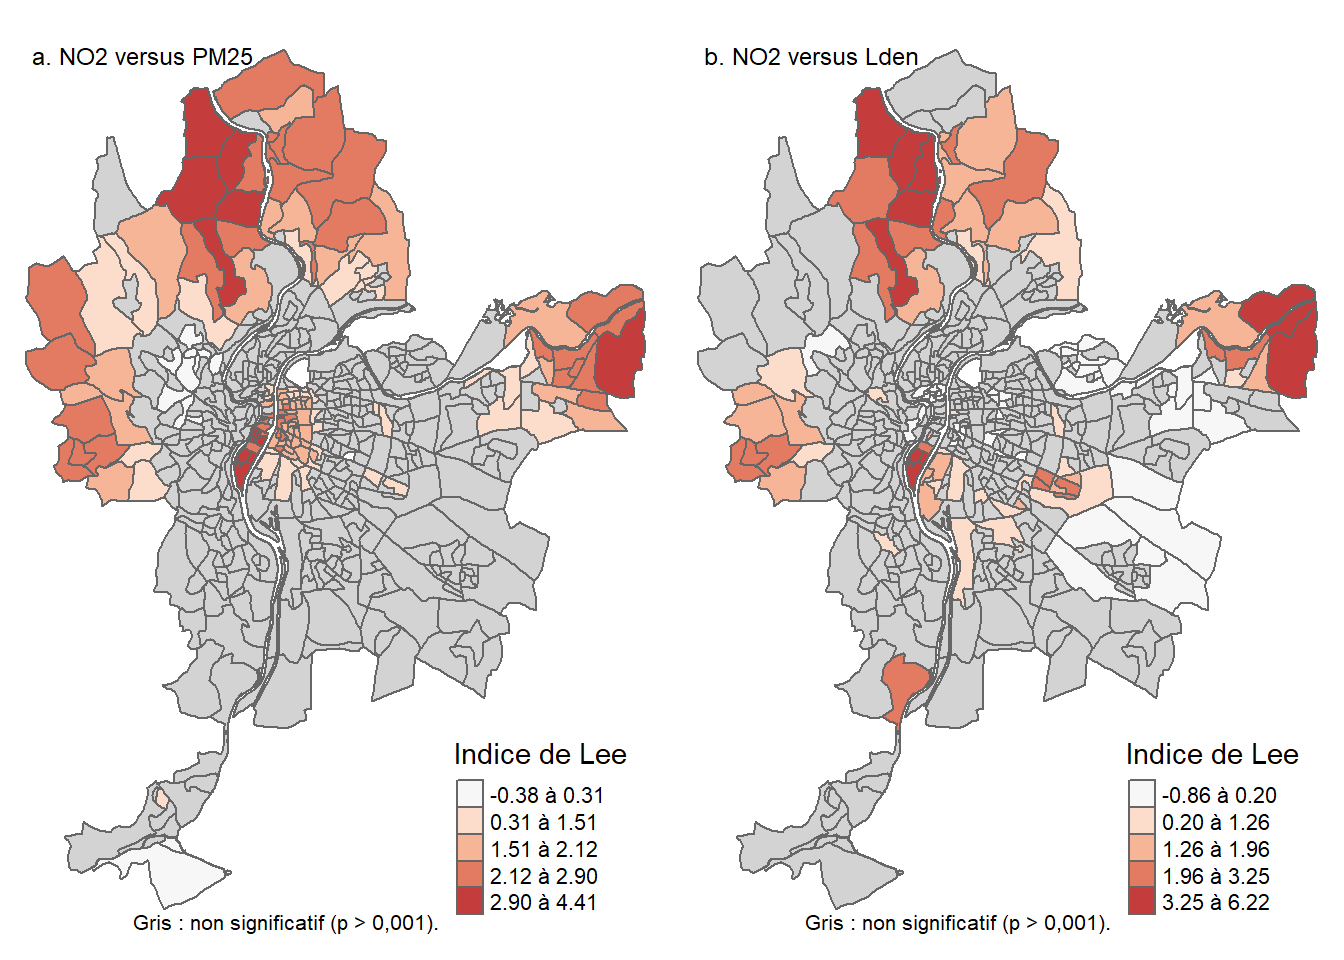 a. NO2 versus PM25
b. NO2 versus Lden
Indice de Lee
-0.38 à 0.31
0.31 à 1.51
1.51 à 2.12
2.12 à 2.90
2.90 à 4.41
Gris : non significatif (p > 0,001).
Indice de Lee
-0.86 à 0.20
0.20 à 1.26
1.26 à 1.96
1.96 à 3.25
3.25 à 6.22
Gris : non significatif (p > 0,001).